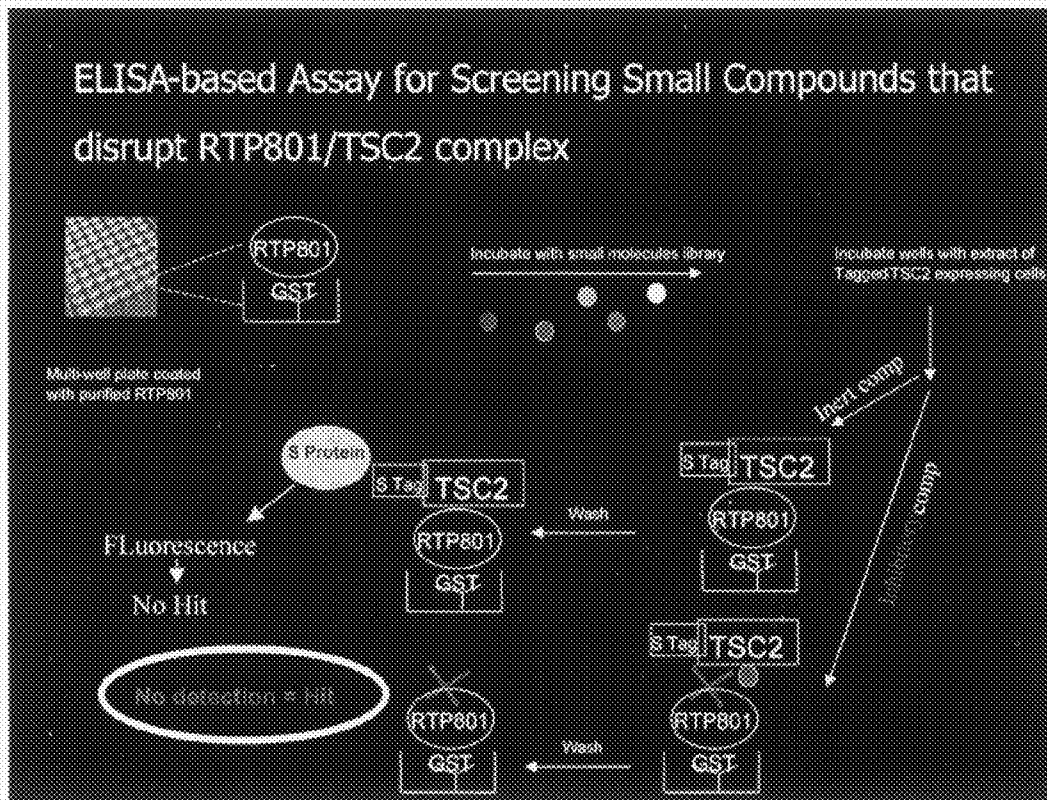 ELISA-based Assay for Screening Small Compounds that
disrupt RTP801/TSC2 complex
RTP801
GST
Incubate with small molecules library
Incubate wells with extract of
Tagged TSC2 expressing cells
Multi-well plate coated
with purified RTP801
Inert comp
comp
S Protein
S Tag
TSC2
RTP801
GST
Wash
S Tag
TSC2
RTP801
GST
FLuorescence
No Hit
S Tag
TSC2
No detection = Hit
RTP801
GST
Wash
RTP801
GST